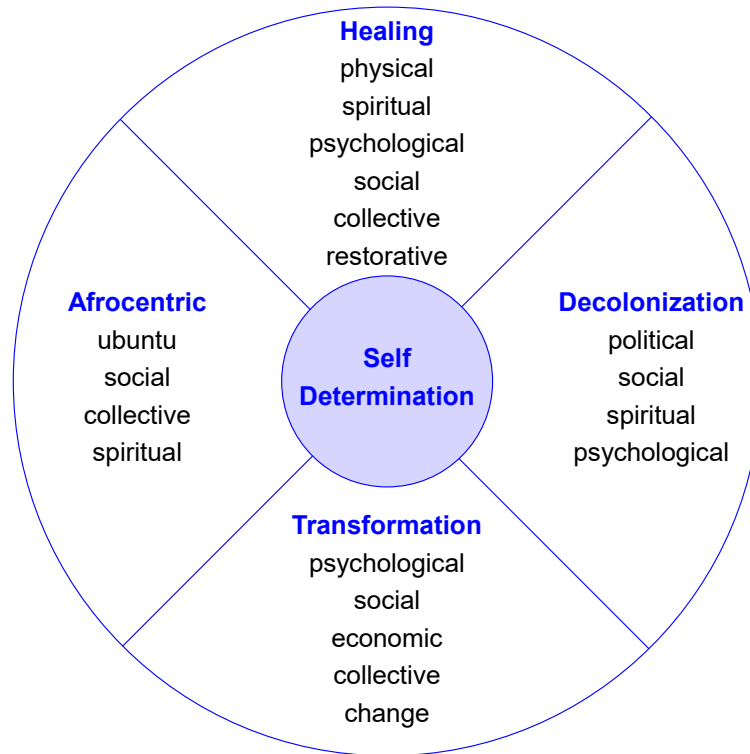 Healing
physical
spiritual
psychological
social
collective
restorative
Afrocentric
ubuntu
social
collective
spiritual
Self
Determination
Decolonization
political
social
spiritual
psychological
Transformation
psychological
social
economic
collective
change